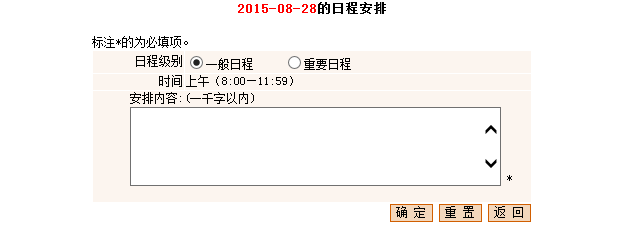 2015-08-28的日程安排
标注*的为必填项。
日程级别 一般日程 重要日程
时间 上午（8:00—11:59）
安排内容:(一千字以内)
*
确 定 重 置 返 回